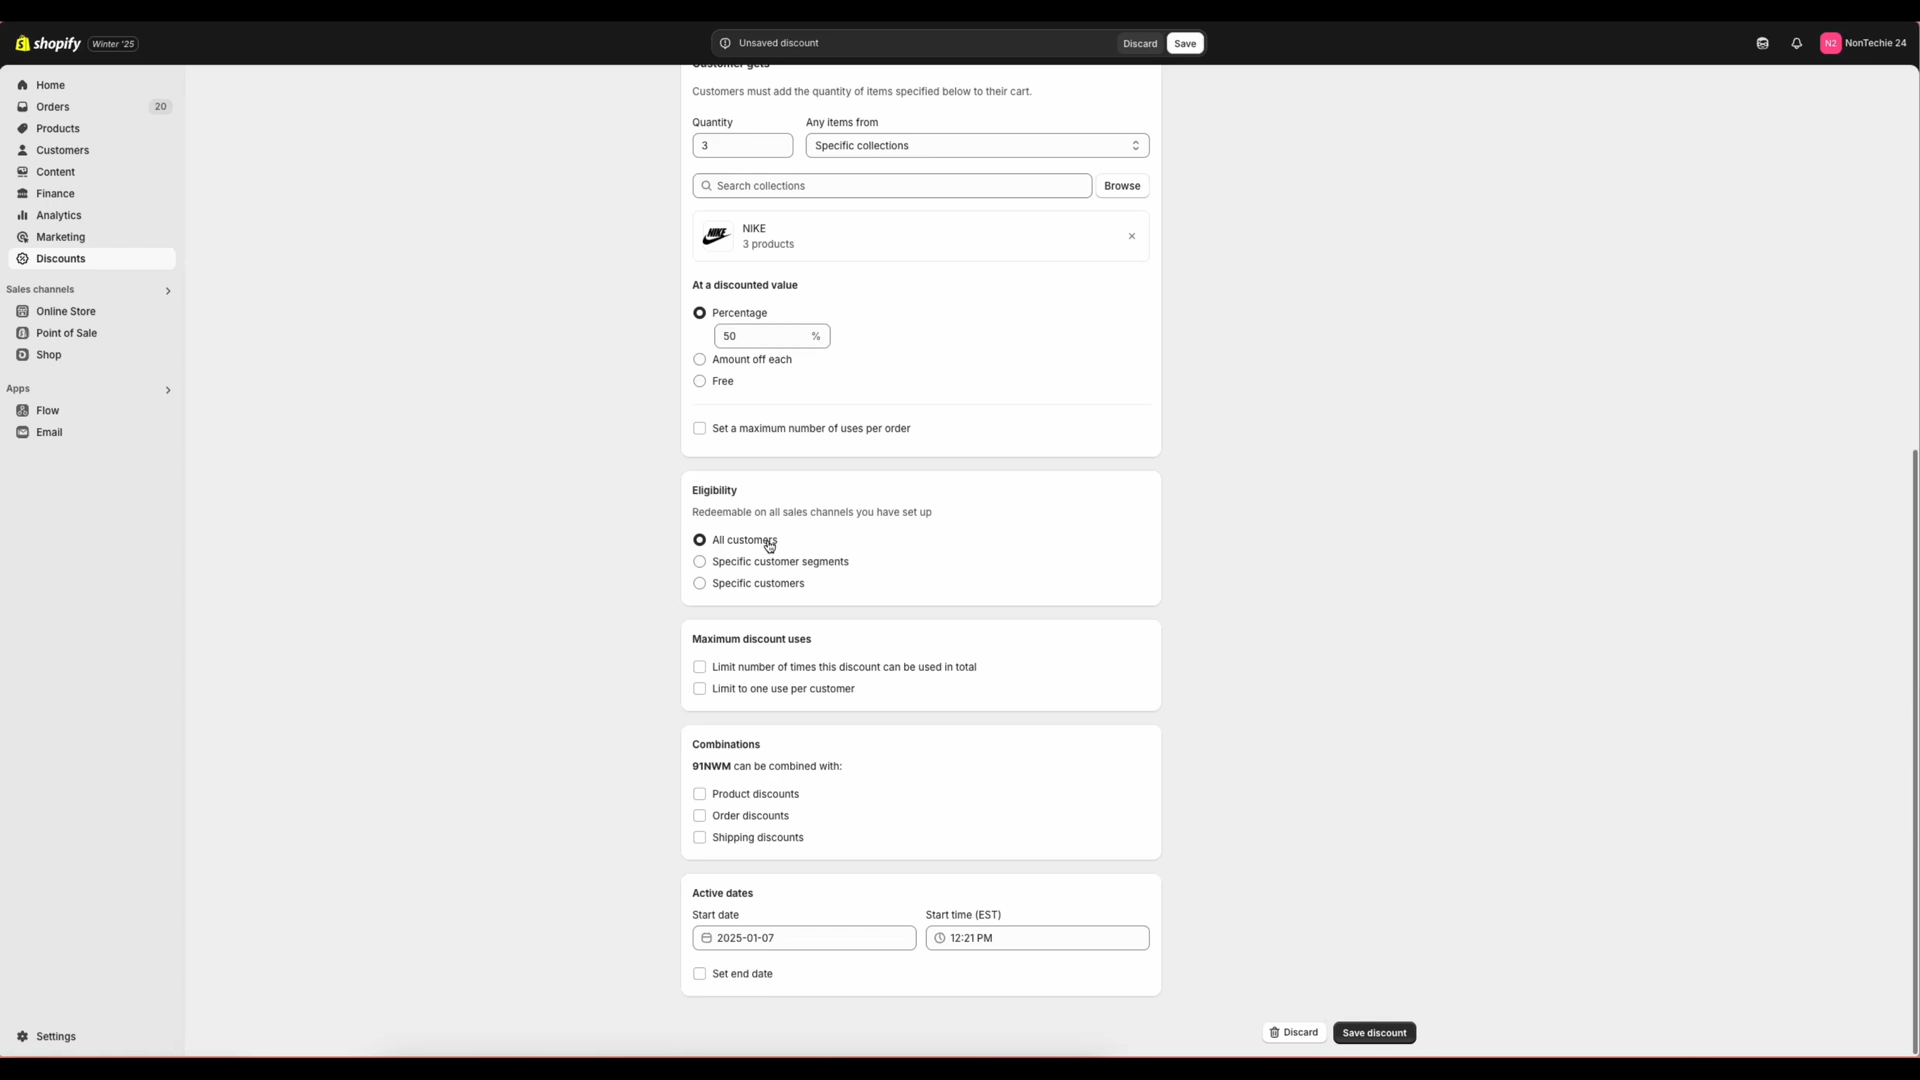 shopify
Winter '25
Unsaved discount
Discard
Save
N2
NonTechie 24
Home
Orders
20
Products
Customers
Content
Finance
Analytics
Marketing
Discounts
Sales channels
Online Store
Point of Sale
Shop
Apps
Flow
Email
Settings
Customer gets
Customers must add the quantity of items specified below to their cart.
Quantity
Any items from
3
Specific collections
Search collections
Browse
NIKE
NIKE
3 products
At a discounted value
Percentage
50 %
Amount off each
Free
Set a maximum number of uses per order
Eligibility
Redeemable on all sales channels you have set up
All customers
Specific customer segments
Specific customers
Maximum discount uses
Limit number of times this discount can be used in total
Limit to one use per customer
Combinations
91NWM can be combined with:
Product discounts
Order discounts
Shipping discounts
Active dates
Start date
Start time (EST)
2025-01-07
12:21 PM
Set end date
Discard
Save discount